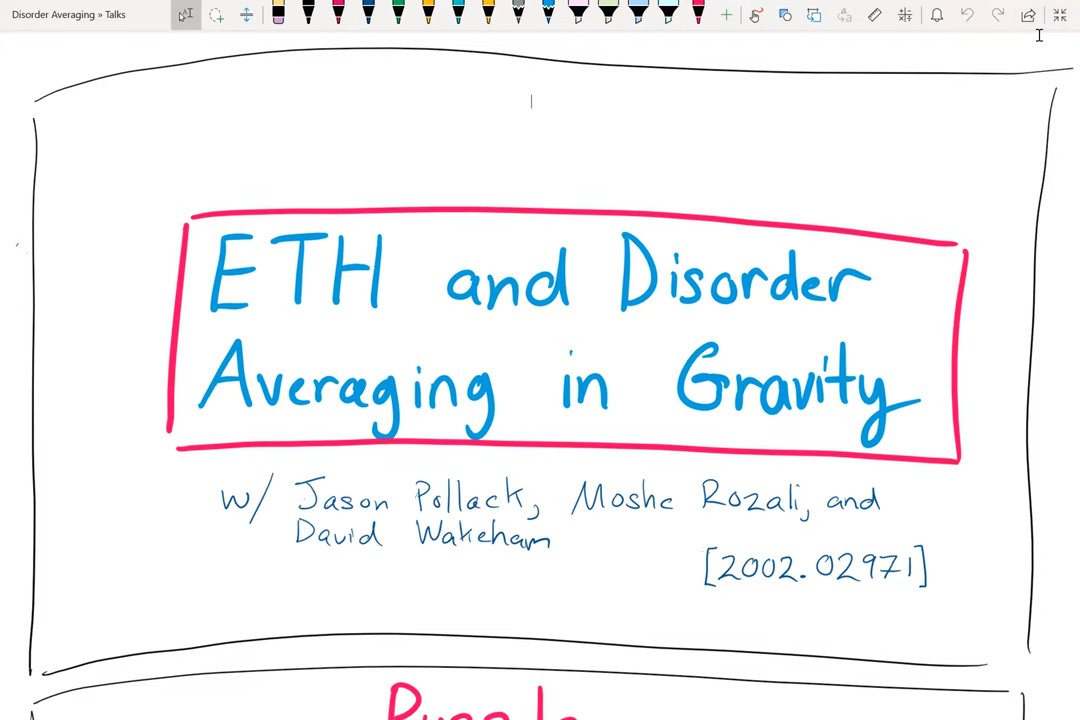 Disorder Averaging » Talks
ETH and Disorder
Averaging in Gravity
w/ Jason Pollack, Moshe Rozali, and
David Wakeham
[2002.02971]